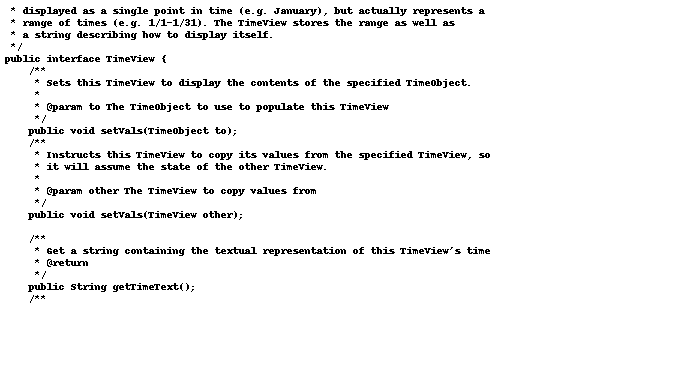 * displayed as a single point in time (e.g. January), but actually represents a
* range of times (e.g. 1/1-1/31). The TimeView stores the range as well as
* a string describing how to display itself.
*/
public interface TimeView {
/**
* Sets this TimeView to display the contents of the specified TimeObject.
*
* @param to The TimeObject to use to populate this TimeView
*/
public void setVals(TimeObject to);
/**
* Instructs this TimeView to copy its values from the specified TimeView, so
* it will assume the state of the other TimeView.
*
* @param other The TimeView to copy values from
*/
public void setVals(TimeView other);
/**
* Get a string containing the textual representation of this TimeView's time
* @return
*/
public String getTimeText();
/**